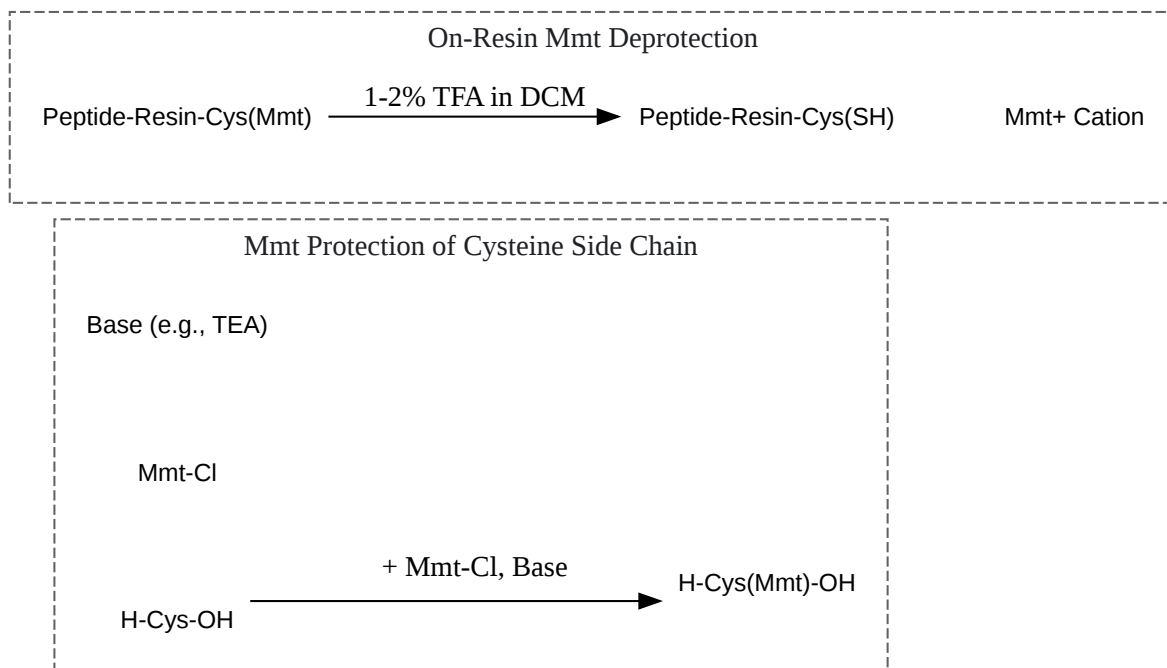 On-Resin Mmt Deprotection
1-2% TFA in DCM
Peptide-Resin-Cys(Mmt)
Peptide-Resin-Cys(SH)
Mmt+ Cation
Mmt Protection of Cysteine Side Chain
Base (e.g., TEA)
Mmt-Cl
+ Mmt-Cl, Base
H-Cys-OH
H-Cys(Mmt)-OH